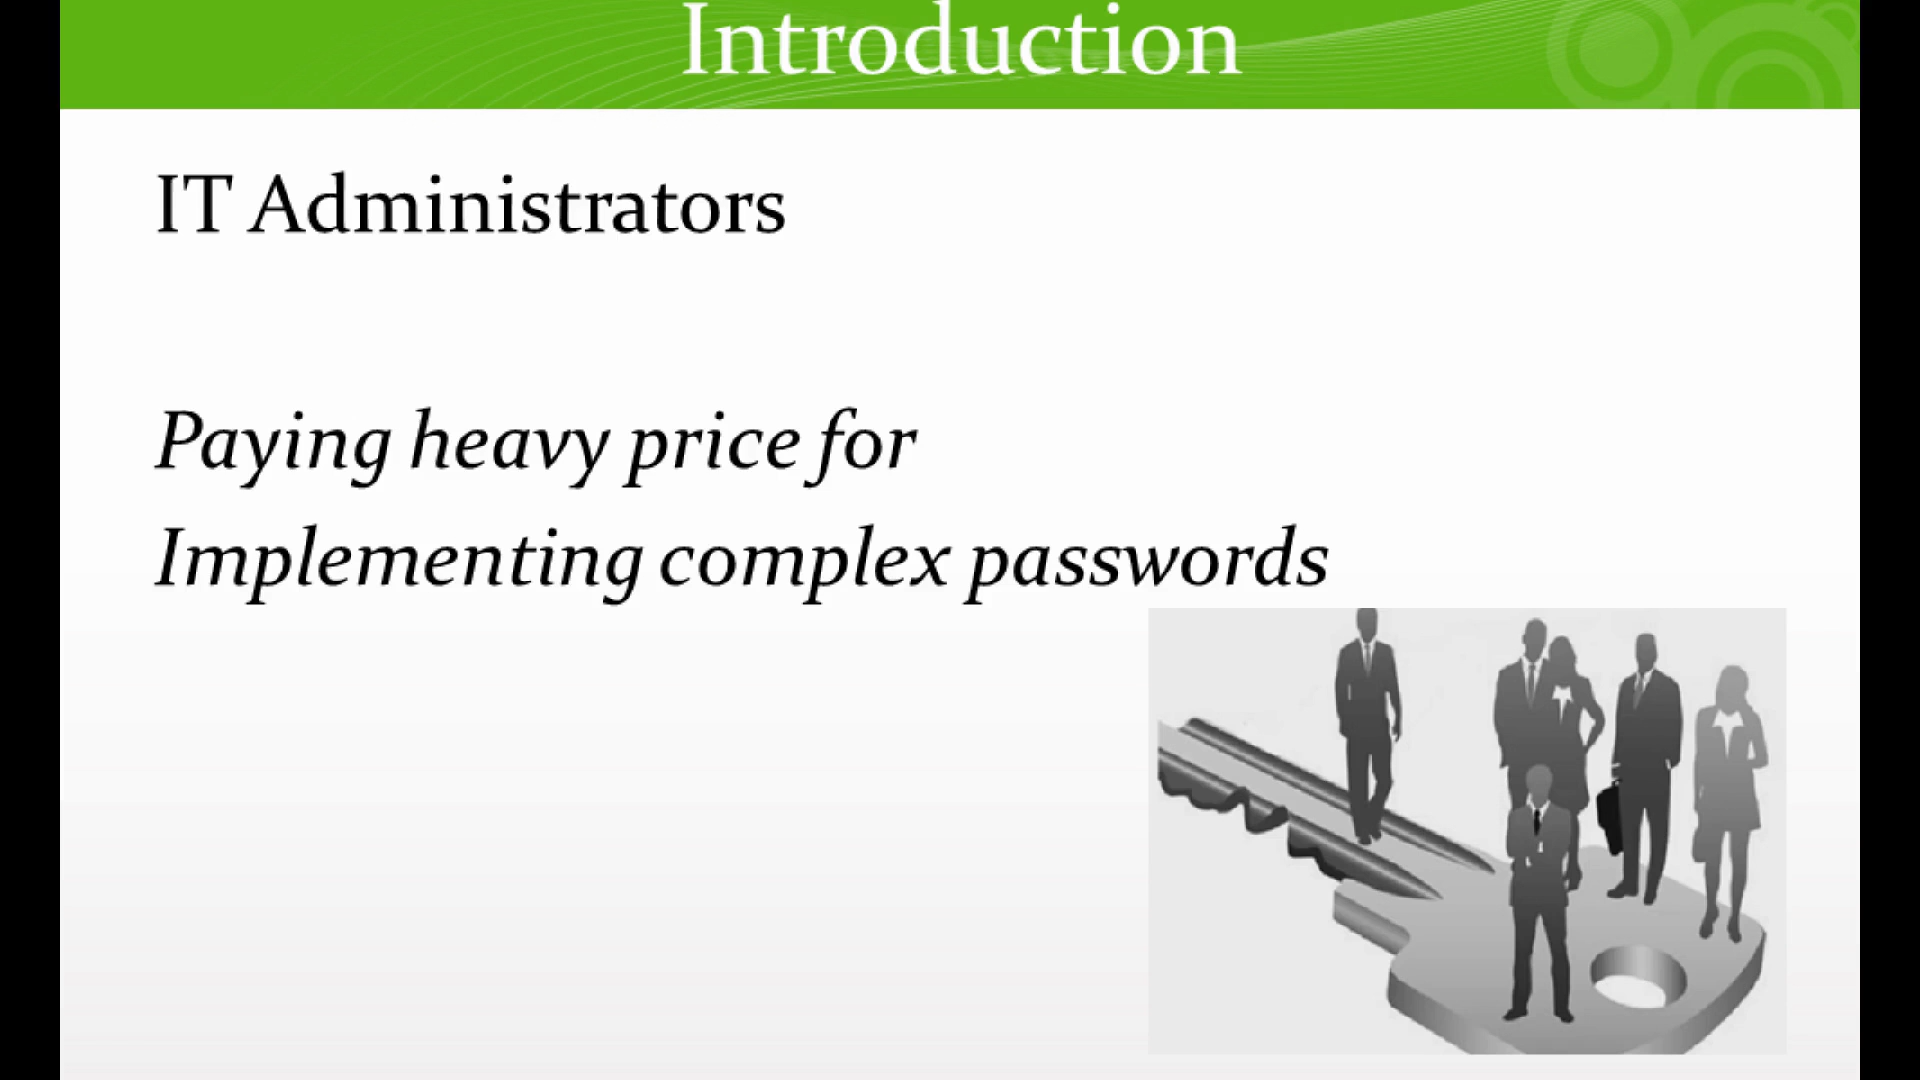 Introduction
IT Administrators
Paying heavy price for
Implementing complex passwords